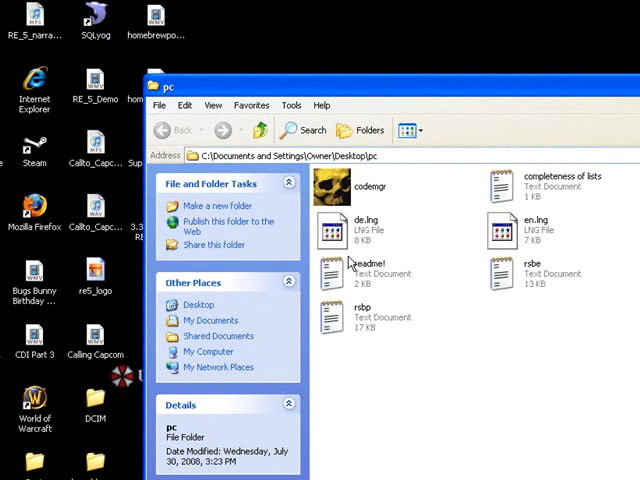 RE_5_narra...
SQLyog
homebrewpo...
pc
Internet
Explorer
RE_5_Demo
File Edit View Favorites Tools Help
Back
Search
Folders
Steam
Callto_Capc...
Address
C:\Documents and Settings\Owner\Desktop\pc
File and Folder Tasks
Make a new folder
Publish this folder to the
Web
Share this folder
Mozilla Firefox
Callto_Capc...
Other Places
Desktop
My Documents
Shared Documents
My Computer
My Network Places
Bugs Bunny
Birthday ...
re5_logo
CDI Part 3
Calling Capcom
World of
Warcraft
DCIM
Details
pc
File Folder
Date Modified: Wednesday, July
30, 2008, 3:23 PM
codemgr
completeness of lists
Text Document
1 KB
de.lng
LNG File
8 KB
en.lng
LNG File
7 KB
readme!
Text Document
2 KB
rsbe
Text Document
13 KB
rsbp
Text Document
17 KB